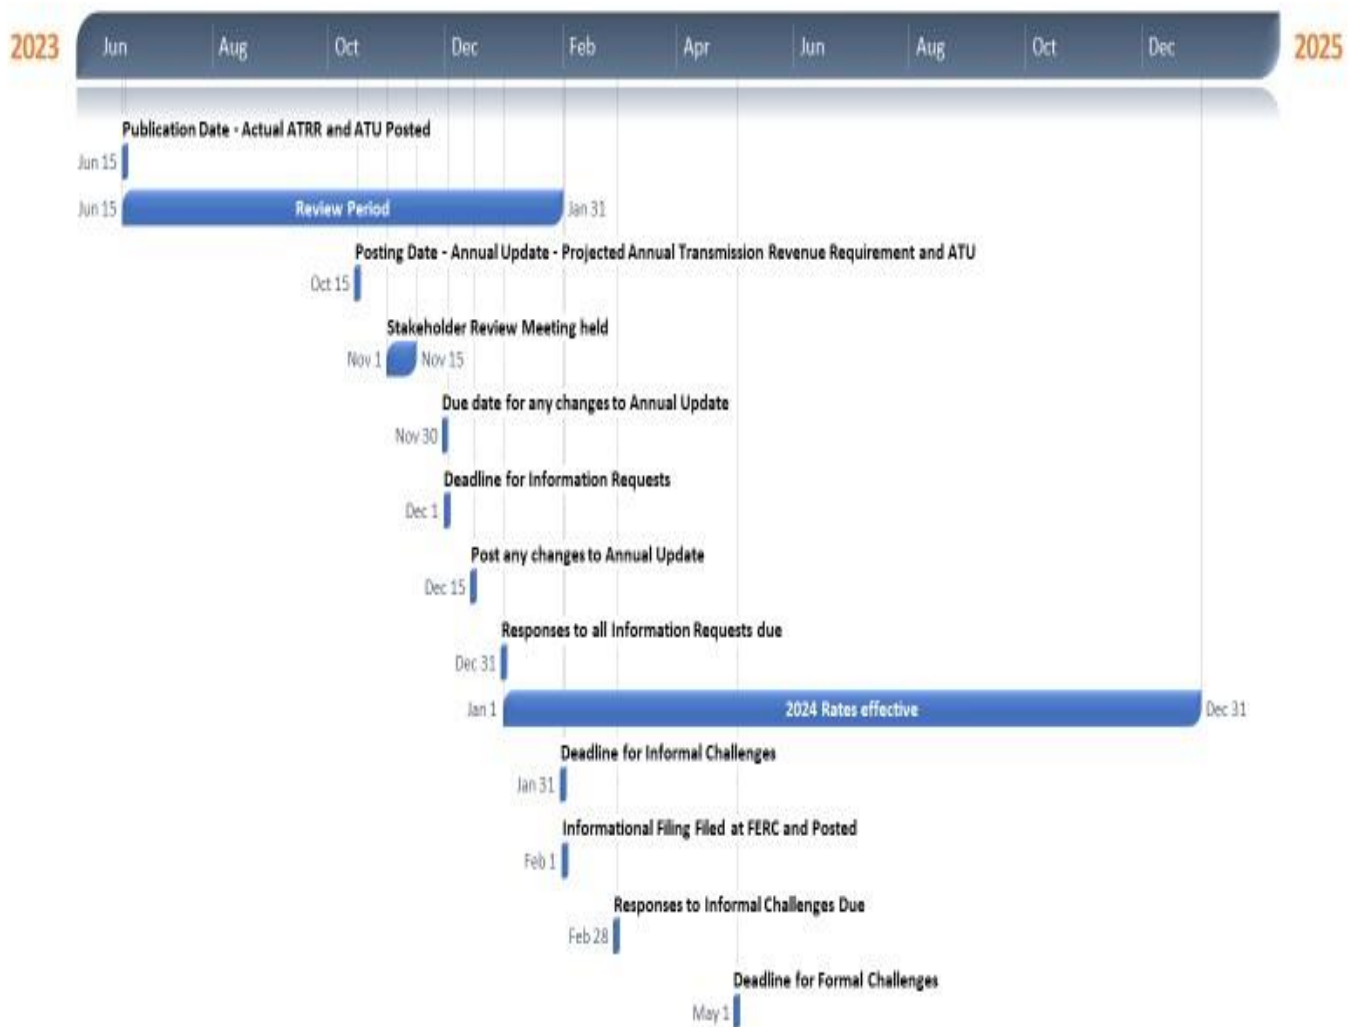 2023 Jun Aug Oct Dec Feb Apr Jun Aug Oct Dec 2025
Publication Date - Actual ATRR and ATU Posted
Jun 15
Jun 15 Review Period Jan 31
Posting Date - Annual Update - Projected Annual Transmission Revenue Requirement and ATU
Oct 15
Stakeholder Review Meeting held
Nov 1 Nov 15
Due date for any changes to Annual Update
Nov 30
Deadline for Information Requests
Dec 1
Post any changes to Annual Update
Dec 15
Responses to all Information Requests due
Dec 31
Jan 1 2024 Rates effective Dec 31
Deadline for Informal Challenges
Jan 31
Informational Filing Filed at FERC and Posted
Feb 1
Responses to Informal Challenges Due
Feb 28
Deadline for Formal Challenges
May 1